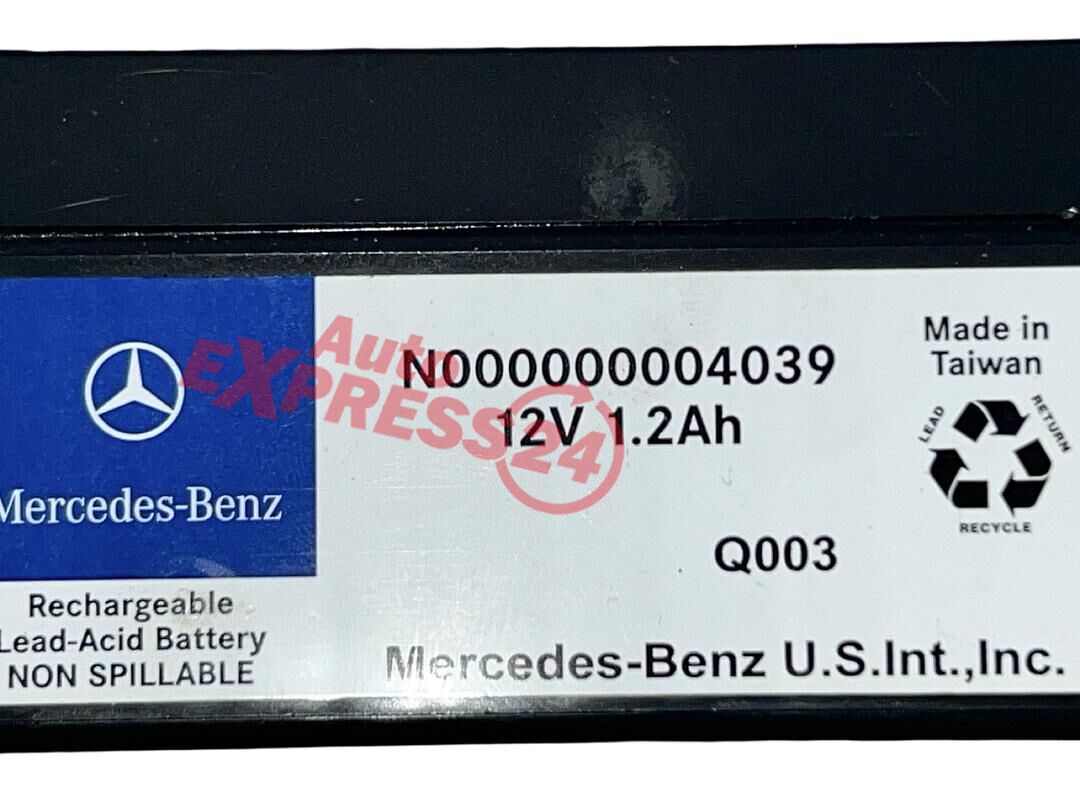 Mercedes-Benz
Rechargeable
Lead-Acid Battery
NON SPILLABLE
Auto
EXPRESS24
N000000004039
12V 1.2Ah
Q003
Mercedes-Benz U.S.Int.,Inc.
Made in
Taiwan
LEAD
RETURN
RECYCLE